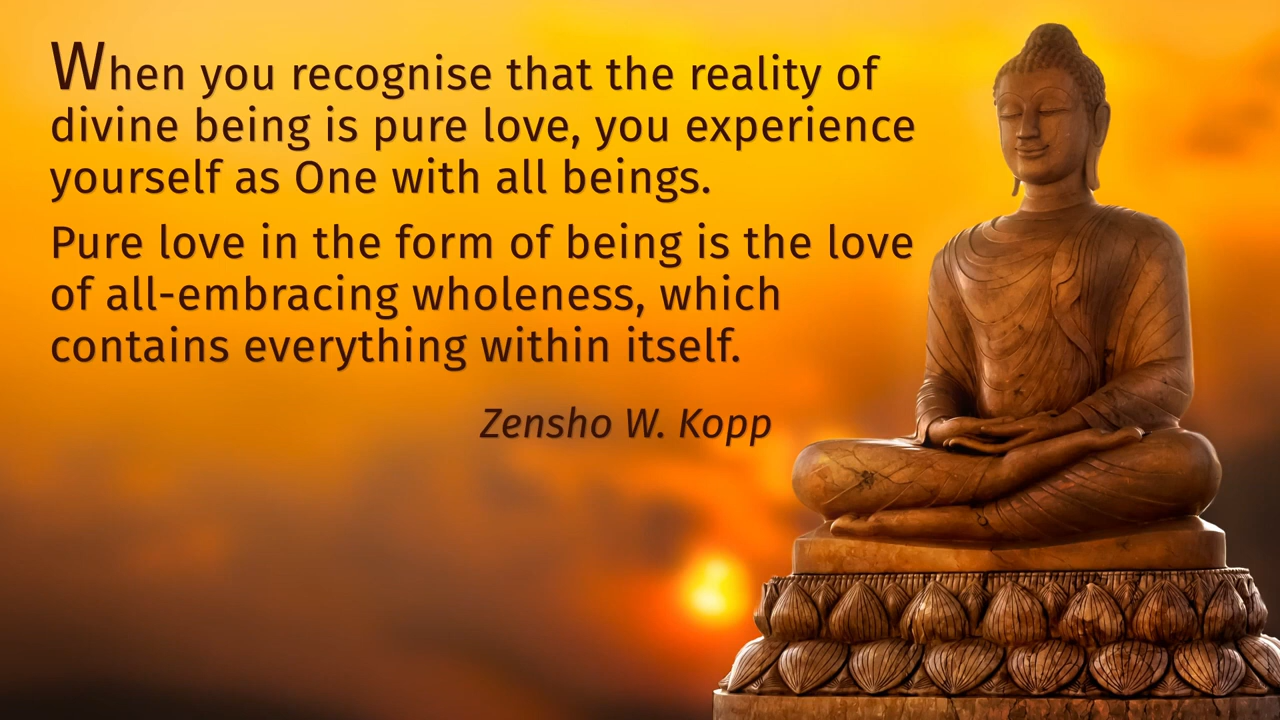 When you recognise that the reality of
divine being is pure love, you experience
yourself as One with all beings.
Pure love in the form of being is the love
of all-embracing wholeness, which
contains everything within itself.
Zensho W. Kopp